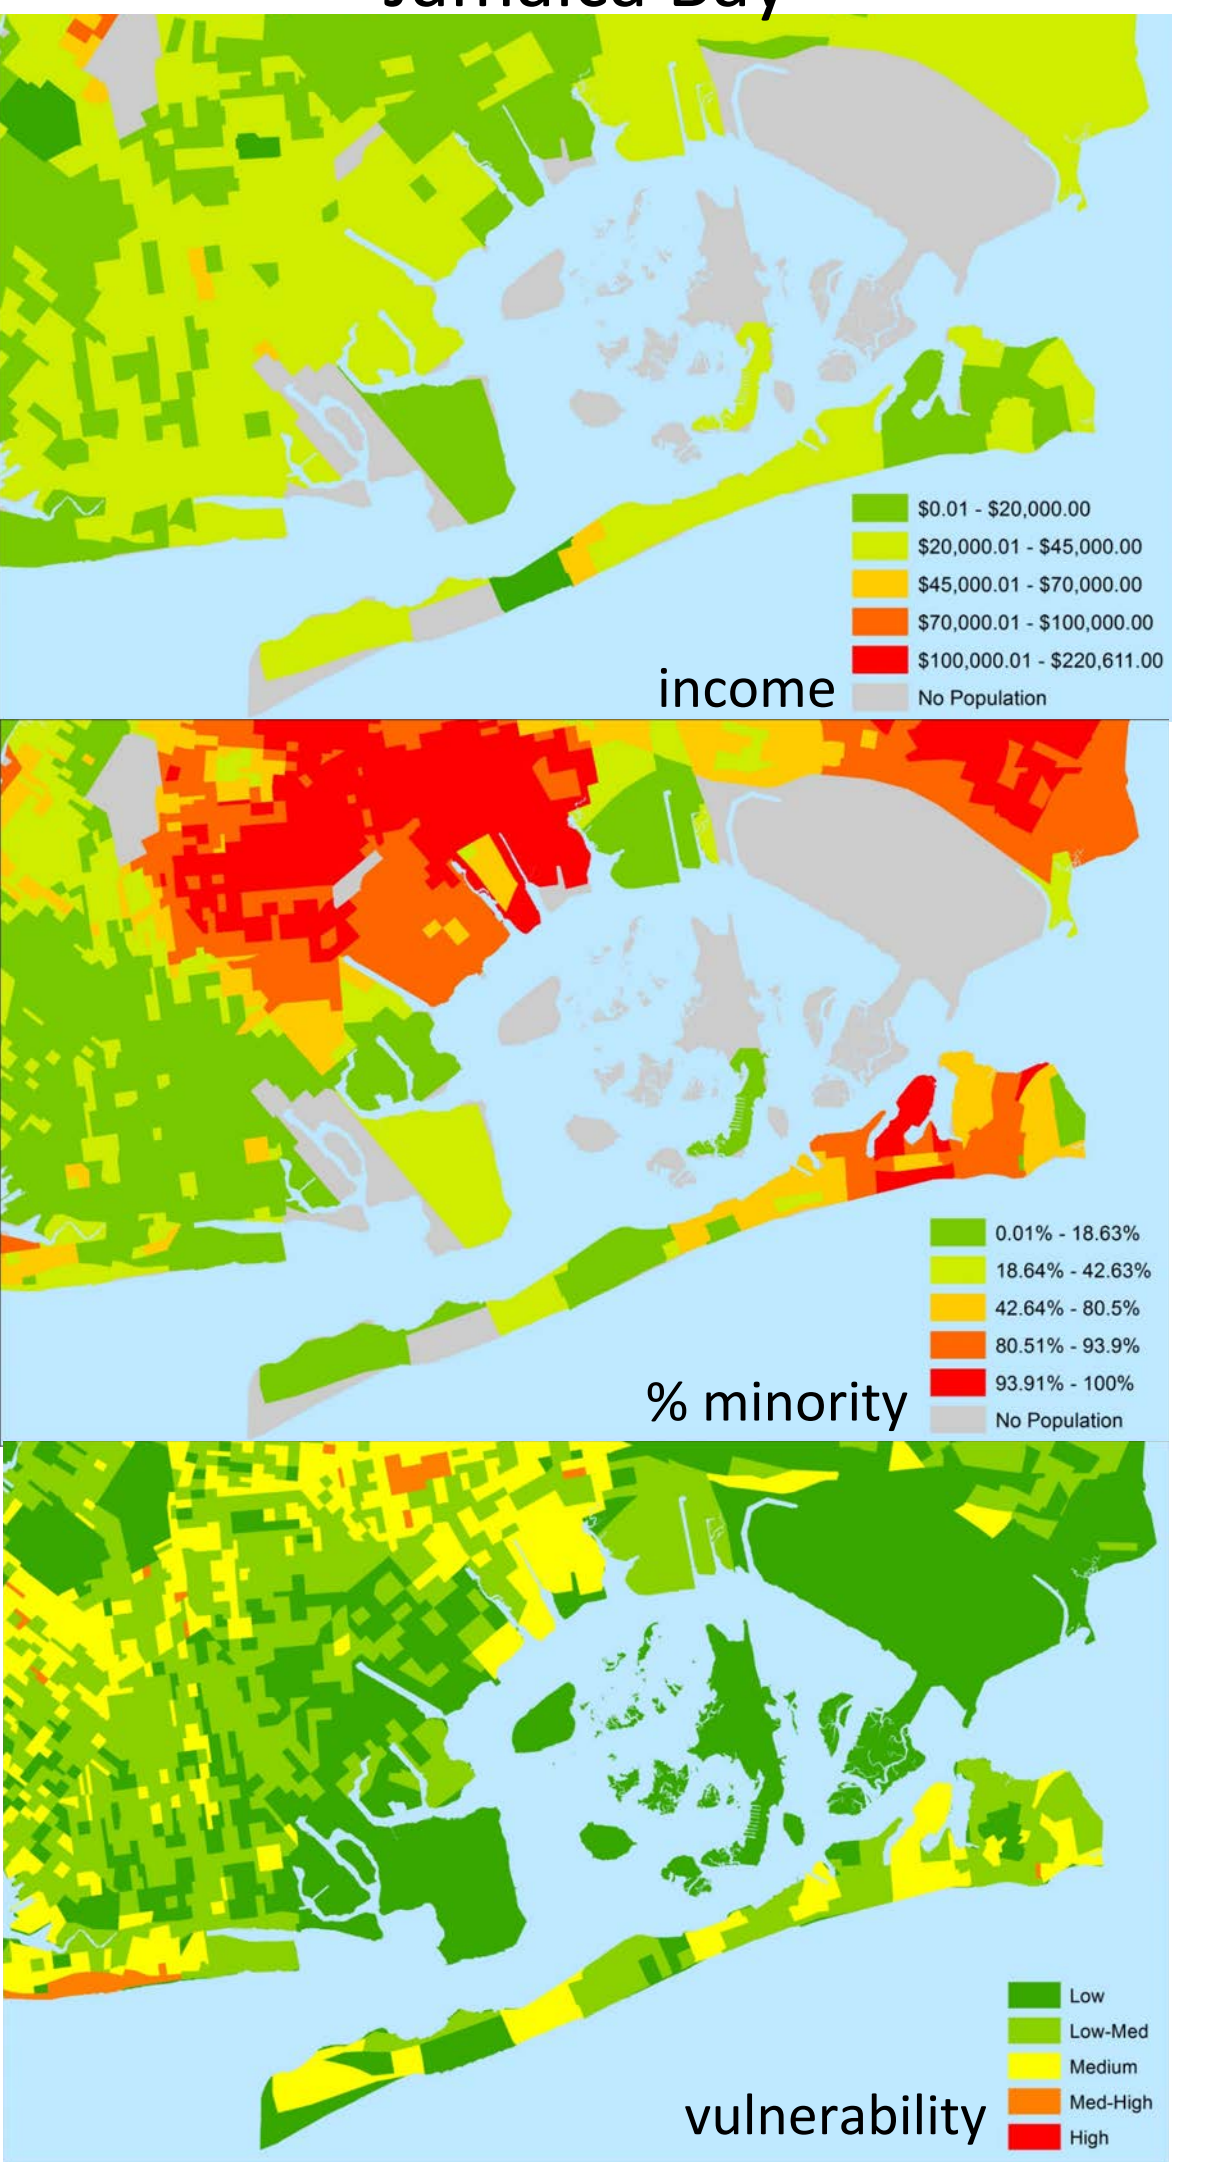 Jamaica Bay
$0.01 - $20,000.00
$20,000.01 - $45,000.00
$45,000.01 - $70,000.00
$70,000.01 - $100,000.00
$100,000.01 - $220,611.00
No Population
income
0.01% - 18.63%
18.64% - 42.63%
42.64% - 80.5%
80.51% - 93.9%
93.91% - 100%
No Population
% minority
Low
Low-Med
Medium
Med-High
High
vulnerability